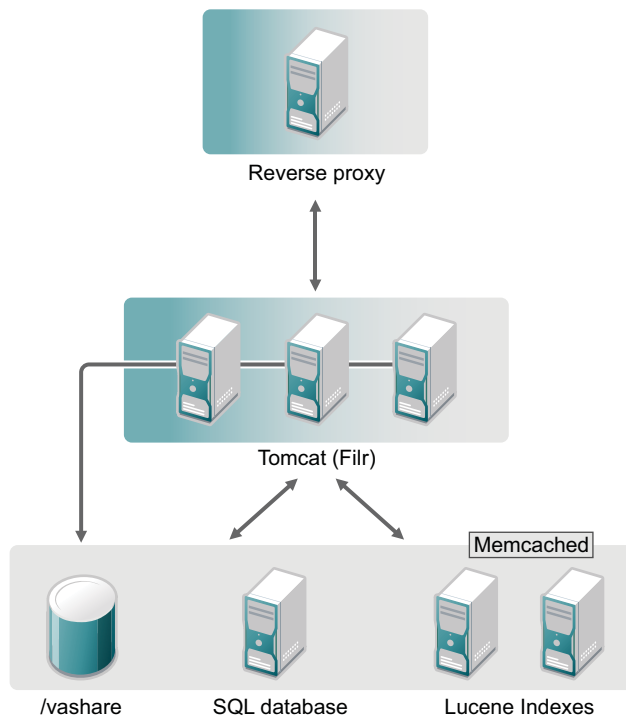 Reverse proxy
Tomcat (Filr)
Memcached
/vashare
SQL database
Lucene Indexes